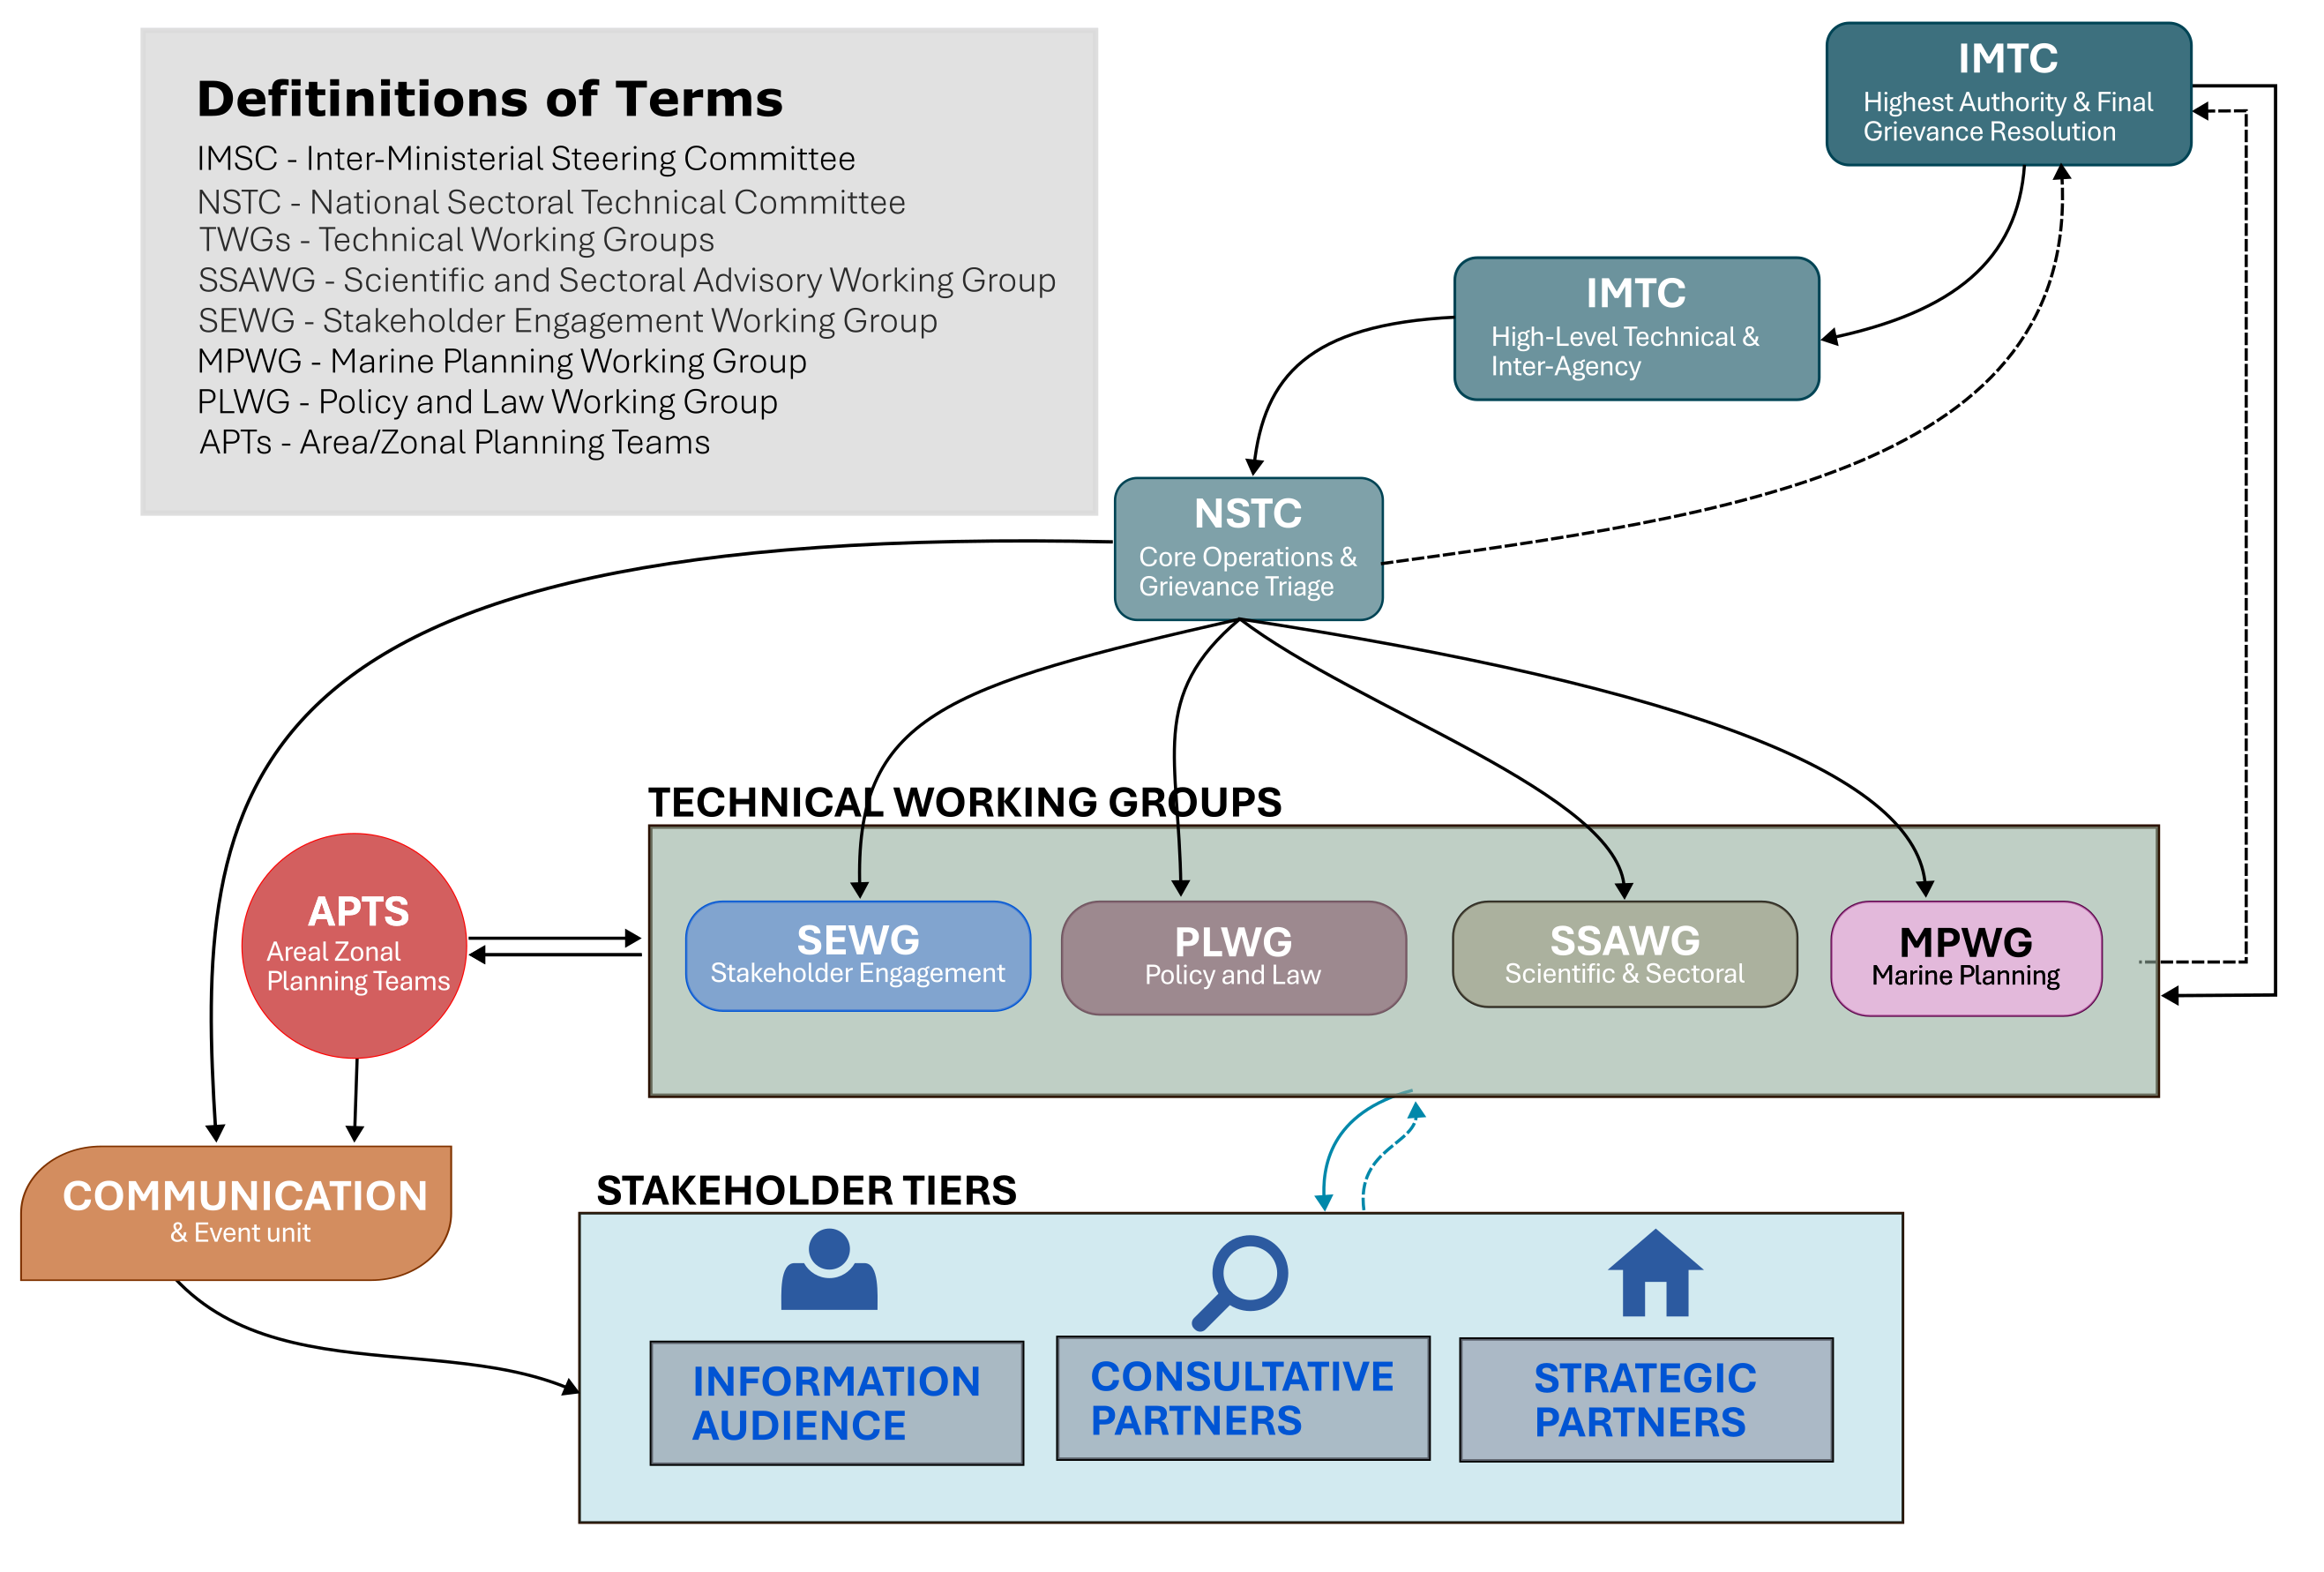 Defitinitions of Terms
IMSC - Inter-Ministerial Steering Committee
NSTC - National Sectoral Technical Committee
TWGs - Technical Working Groups
SSAWG - Scientific and Sectoral Advisory Working Group
SEWG - Stakeholder Engagement Working Group
MPWG - Marine Planning Working Group
PLWG - Policy and Law Working Group
APTs - Area/Zonal Planning Teams
IMTC
Highest Authority & Final
Grievance Resolution
IMTC
High-Level Technical &
Inter-Agency
NSTC
Core Operations &
Grievance Triage
TECHNICAL WORKING GROUPS
APTS
Areal Zonal
Planning Teams
SEWG
Stakeholder Engagement
PLWG
Policy and Law
SSAWG
Scientific & Sectoral
MPWG
Marine Planning
COMMUNICATION
& Event unit
STAKEHOLDER TIERS
INFORMATION
AUDIENCE
CONSULTATIVE
PARTNERS
STRATEGIC
PARTNERS